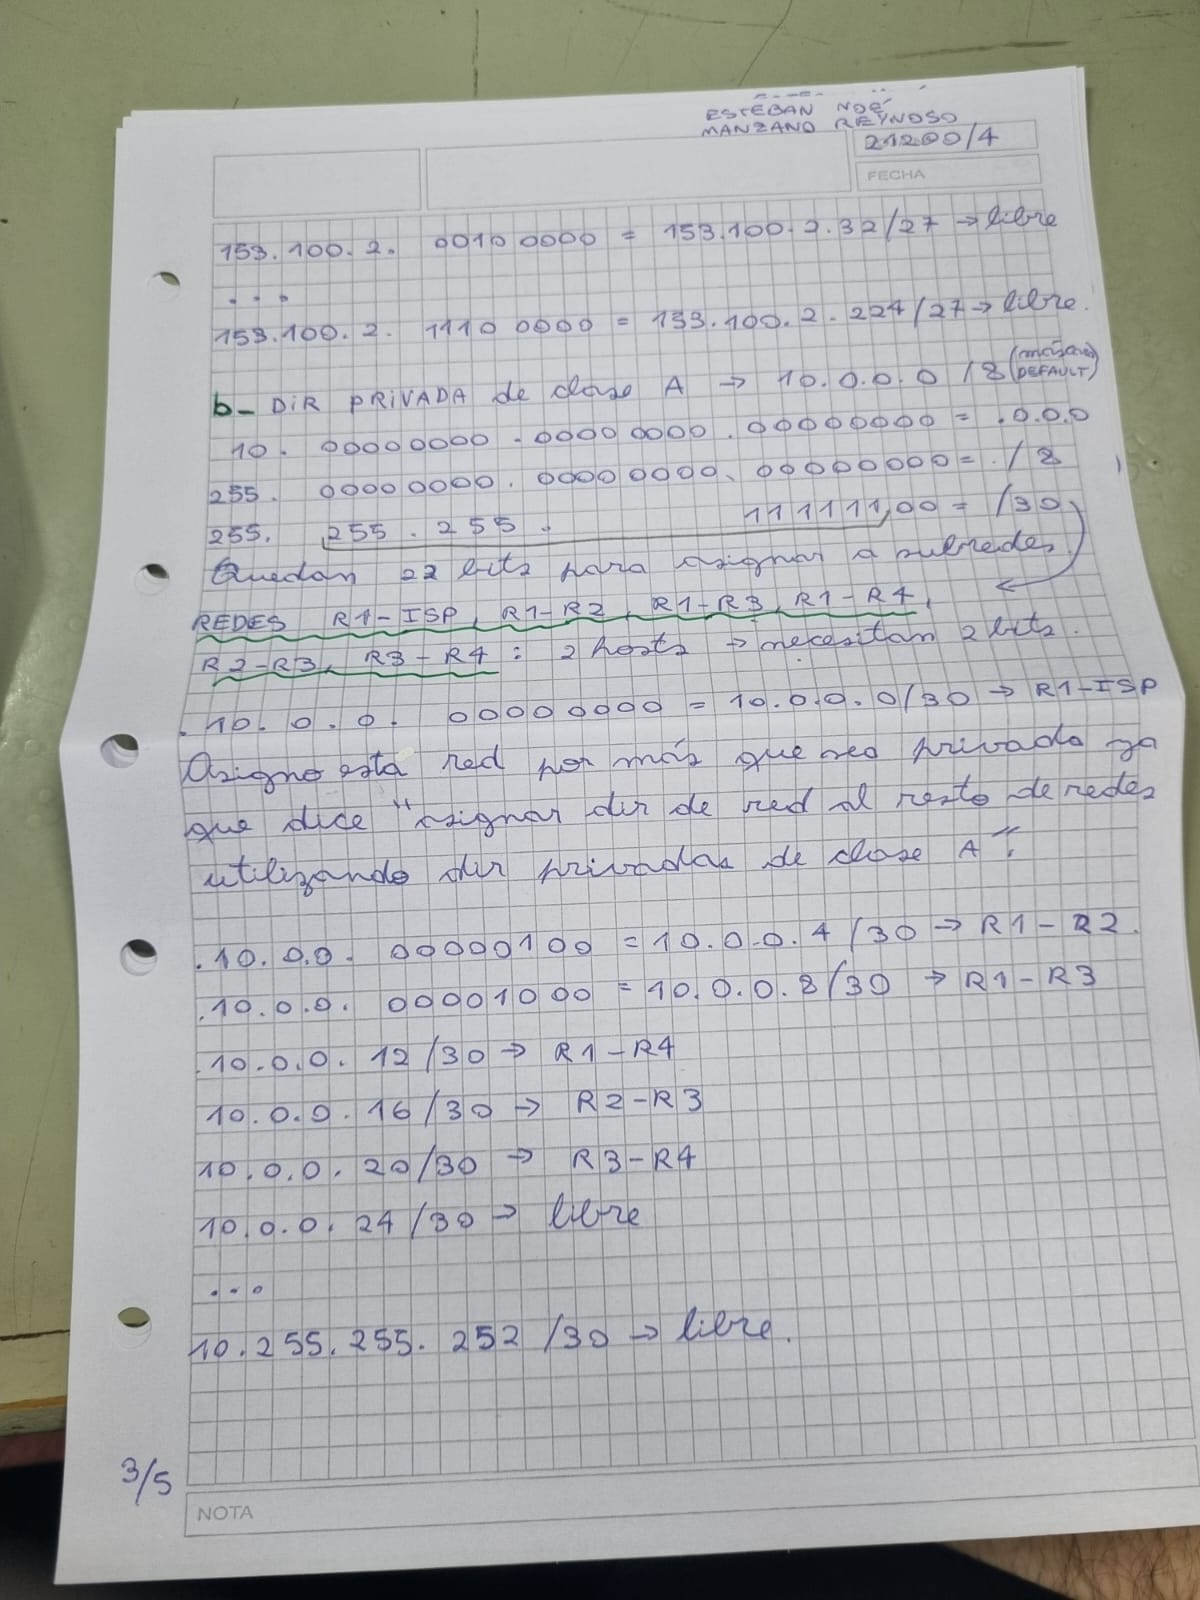 ESTEBAN NOÉ
MANZANO REYNOSO
21200/4
FECHA
153.100.2. 00100000 = 153.100.2.32/27 → libre
...
153.100.2. 11100000 = 153.100.2.224/27 → libre.
b- DIR PRIVADA de clase A → 10.0.0.0 /8 (máscara DEFAULT)
10. 00000000.00000000.00000000 = .0.0.0
255. 00000000.00000000.00000000 = ./8
255. 255.255. 111111,00 = /30
Quedan 22 bits para asignar a subredes.
REDES R1-ISP, R1-R2, R1-R3, R1-R4,
R2-R3, R3-R4: 2 hosts → necesitan 2 bits.
.10.0.0. 00000000 = 10.0.0.0/30 → R1-ISP
Asigno esta red por más que sea privada ya
que dice "asignar dir de red al resto de redes
utilizando dir privadas de clase A".
.10.0.0. 00000100 = 10.0.0.4/30 → R1-R2.
.10.0.0. 00001000 = 10.0.0.8/30 → R1-R3
.10.0.0.12/30 → R1-R4
10.0.0.16/30 → R2-R3
10.0.0.20/30 → R3-R4
10.0.0.24/30 → libre
...
10.255.255.252/30 → libre.
3/5
NOTA